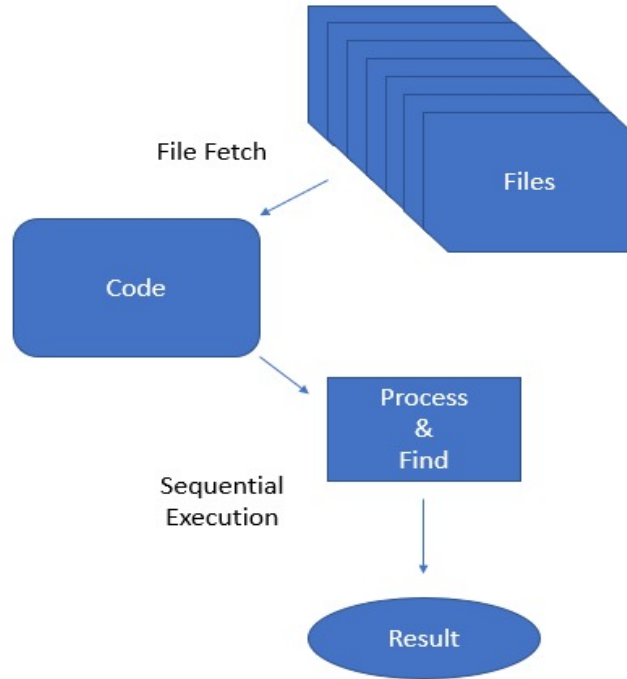 File Fetch
Files
Code
Process
&
Find
Sequential
Execution
Result